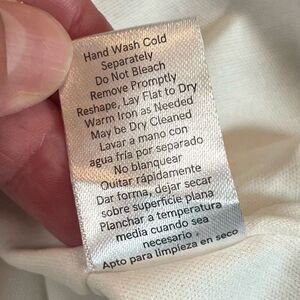 Hand Wash Cold
Separately
Do Not Bleach
Remove Promptly
Reshape, Lay Flat to Dry
Warm Iron as Needed
May be Dry Cleaned
Lavar a mano con
agua fría por separado
No blanquear
Quitar rápidamente
Dar forma, dejar secar
sobre superficie plana
Planchar a temperatura
media cuando sea
necesario
Apto para limpieza en seco